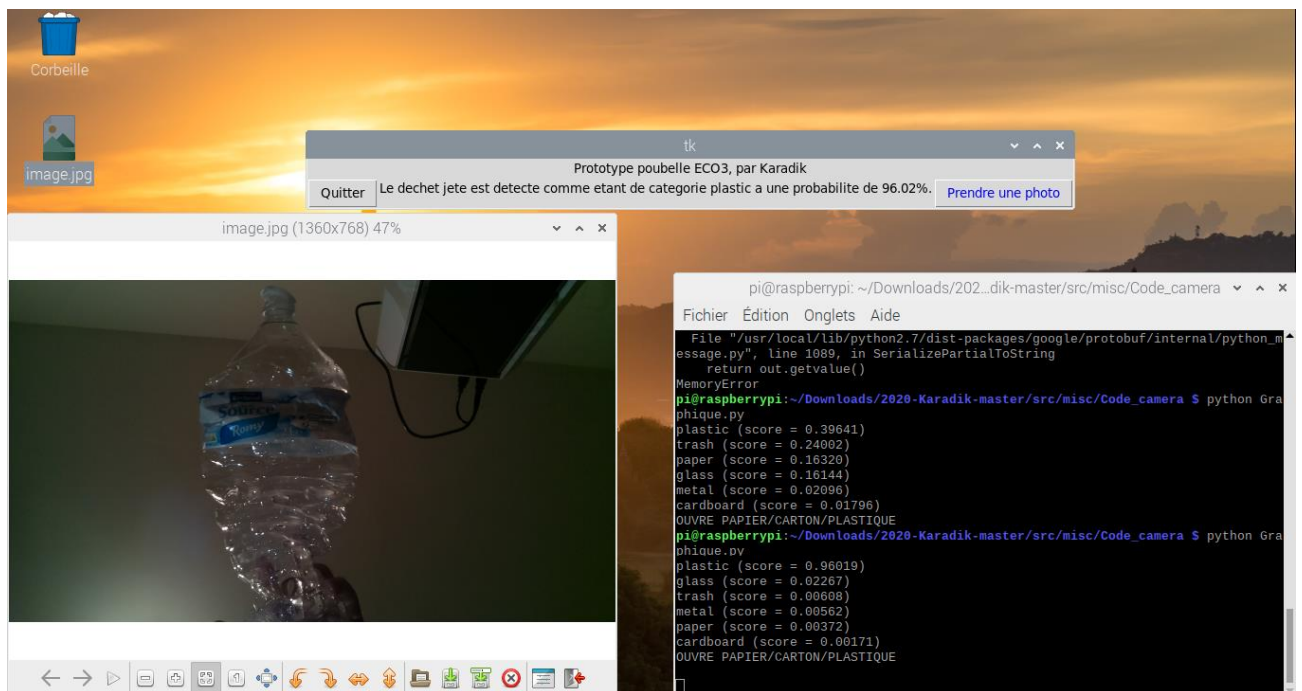 Corbeille
image.jpg
tk
Prototype poubelle ECO3, par Karadik
Quitter
Le dechet jete est detecte comme etant de categorie plastic a une probabilite de 96.02%.
Prendre une photo
image.jpg (1360x768) 47%
Source
Romy
pi@raspberrypi: ~/Downloads/202...dik-master/src/misc/Code_camera
Fichier Édition Onglets Aide
File "/usr/local/lib/python2.7/dist-packages/google/protobuf/internal/python_m
essage.py", line 1089, in SerializePartialToString
return out.getvalue()
MemoryError
pi@raspberrypi:~/Downloads/2020-Karadik-master/src/misc/Code_camera $ python Gra
phique.py
plastic (score = 0.39641)
trash (score = 0.24002)
paper (score = 0.16320)
glass (score = 0.16144)
metal (score = 0.02096)
cardboard (score = 0.01796)
OUVRE PAPIER/CARTON/PLASTIQUE
pi@raspberrypi:~/Downloads/2020-Karadik-master/src/misc/Code_camera $ python Gra
phique.py
plastic (score = 0.96019)
glass (score = 0.02267)
trash (score = 0.00608)
metal (score = 0.00562)
paper (score = 0.00372)
cardboard (score = 0.00171)
OUVRE PAPIER/CARTON/PLASTIQUE